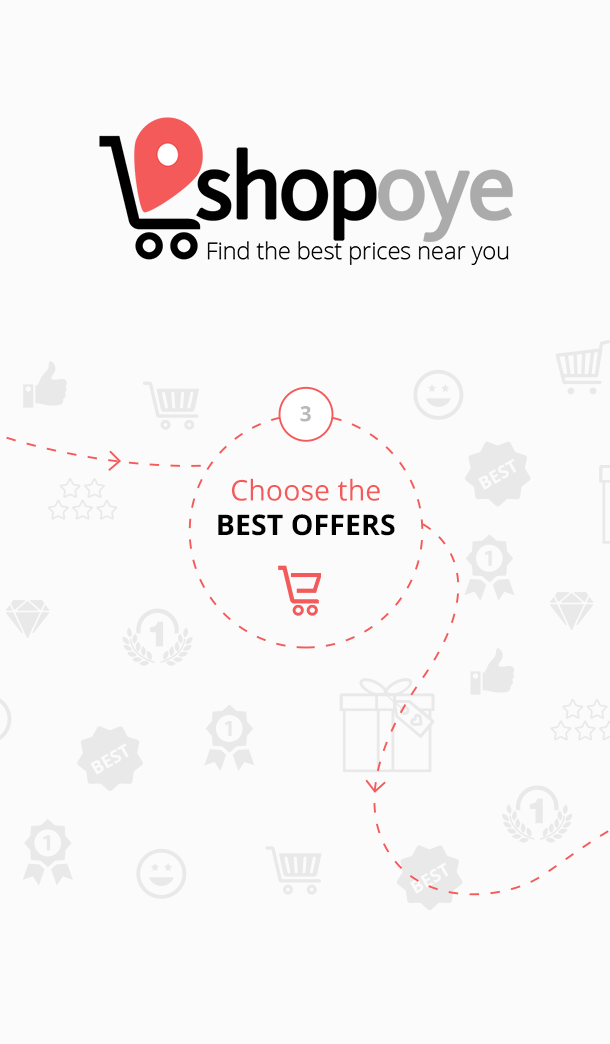 shopoye
Find the best prices near you
3
Choose the
BEST OFFERS
BEST
1
1
1
BEST
1
1
BEST